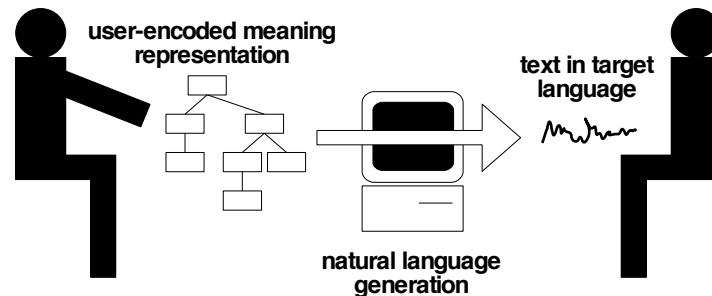 user-encoded meaning
representation
text in target
language
natural language
generation